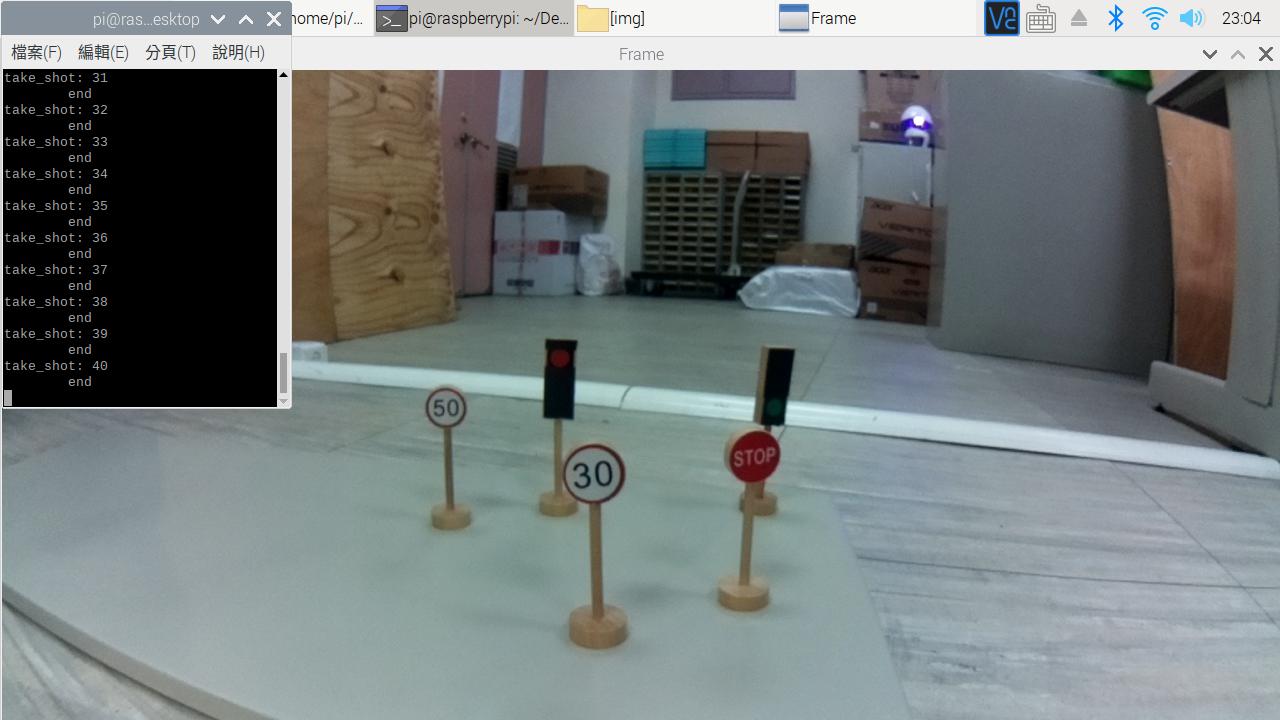 pi@ras...esktop
home/pi/...
pi@raspberrypi: ~/De...
[img]
Frame
23:04
檔案(F) 編輯(E) 分頁(T) 說明(H)
Frame
take_shot: 31
end
take_shot: 32
end
take_shot: 33
end
take_shot: 34
end
take_shot: 35
end
take_shot: 36
end
take_shot: 37
end
take_shot: 38
end
take_shot: 39
end
take_shot: 40
end
50
30
STOP
acer
acer